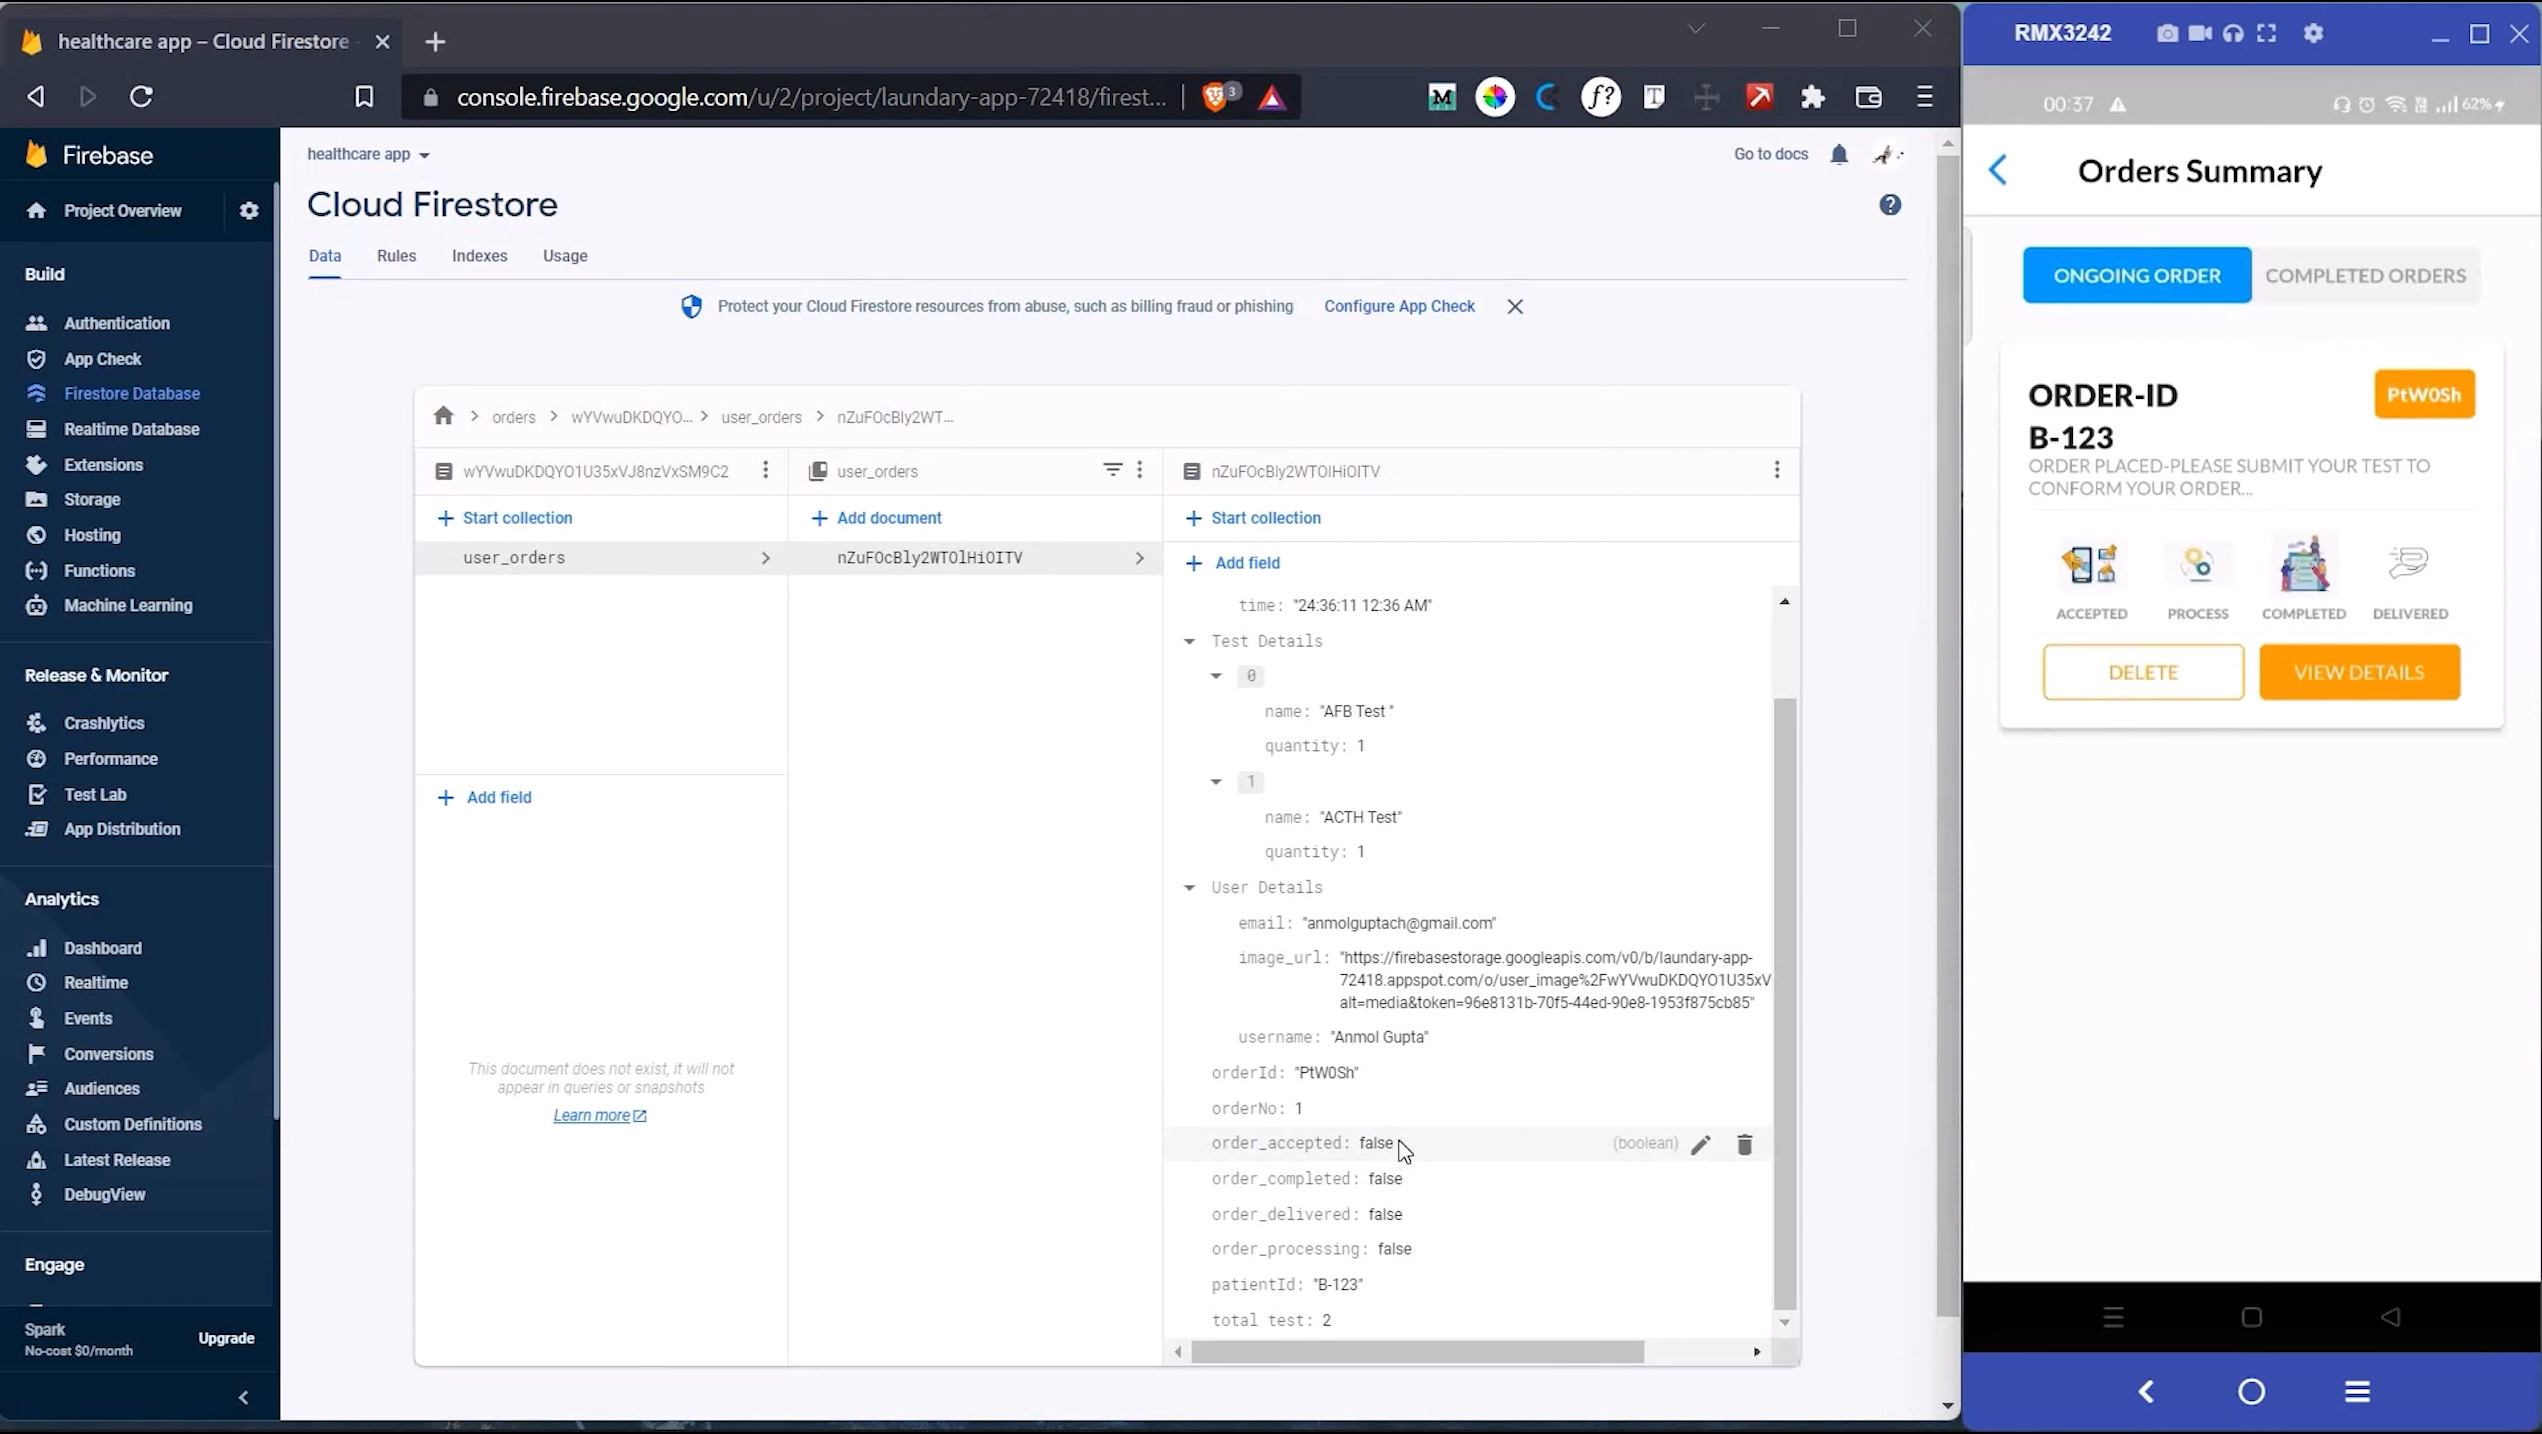 healthcare app – Cloud Firestore
console.firebase.google.com/u/2/project/laundary-app-72418/firest...
3
Firebase
Project Overview
Build
Authentication
App Check
Firestore Database
Realtime Database
Extensions
Storage
Hosting
Functions
Machine Learning
Release & Monitor
Crashlytics
Performance
Test Lab
App Distribution
Analytics
Dashboard
Realtime
Events
Conversions
Audiences
Custom Definitions
Latest Release
DebugView
Engage
Spark
No-cost $0/month
Upgrade
healthcare app
Go to docs
Cloud Firestore
Data Rules Indexes Usage
Protect your Cloud Firestore resources from abuse, such as billing fraud or phishing Configure App Check
orders > wYVwuDKDQYO... > user_orders > nZuFOcBly2WT...
wYVwuDKDQYO1U35xVJ8nzVxSM9C2
Start collection
user_orders
Add field
This document does not exist, it will not
appear in queries or snapshots
Learn more
user_orders
Add document
nZuFOcBly2WTOlHiOITV
nZuFOcBly2WTOlHiOITV
Start collection
Add field
time: "24:36:11 12:36 AM"
Test Details
0
name: "AFB Test "
quantity: 1
1
name: "ACTH Test"
quantity: 1
User Details
email: "anmolguptach@gmail.com"
image_url: "https://firebasestorage.googleapis.com/v0/b/laundary-app-
72418.appspot.com/o/user_image%2FwYVwuDKDQYO1U35xV
alt=media&token=96e8131b-70f5-44ed-90e8-1953f875cb85"
username: "Anmol Gupta"
orderId: "PtW0Sh"
orderNo: 1
order_accepted: false (boolean)
order_completed: false
order_delivered: false
order_processing: false
patientId: "B-123"
total test: 2
RMX3242
00:37
62%
Orders Summary
ONGOING ORDER COMPLETED ORDERS
ORDER-ID
PtW0Sh
B-123
ORDER PLACED-PLEASE SUBMIT YOUR TEST TO
CONFORM YOUR ORDER...
ACCEPTED PROCESS COMPLETED DELIVERED
DELETE VIEW DETAILS